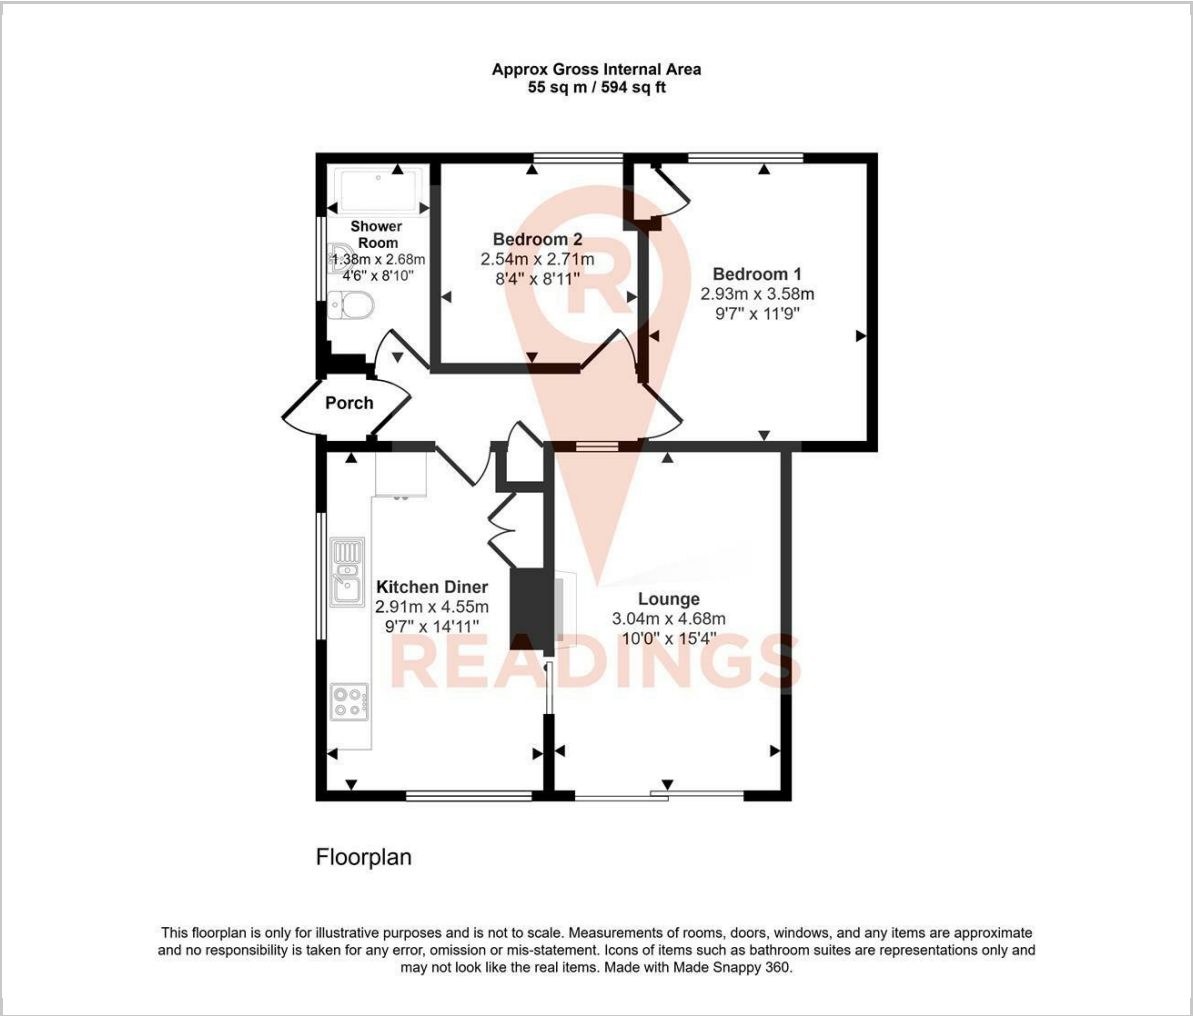 Approx Gross Internal Area
55 sq m / 594 sq ft
Shower
Room
1.38m x 2.68m
4'6" x 8'10"
Bedroom 2
2.54m x 2.71m
8'4" x 8'11"
R
Bedroom 1
2.93m x 3.58m
9'7" x 11'9"
Porch
Kitchen Diner
2.91m x 4.55m
9'7" x 14'11"
Lounge
3.04m x 4.68m
10'0" x 15'4"
READINGS
Floorplan
This floorplan is only for illustrative purposes and is not to scale. Measurements of rooms, doors, windows, and any items are approximate
and no responsibility is taken for any error, omission or mis-statement. Icons of items such as bathroom suites are representations only and
may not look like the real items. Made with Made Snappy 360.